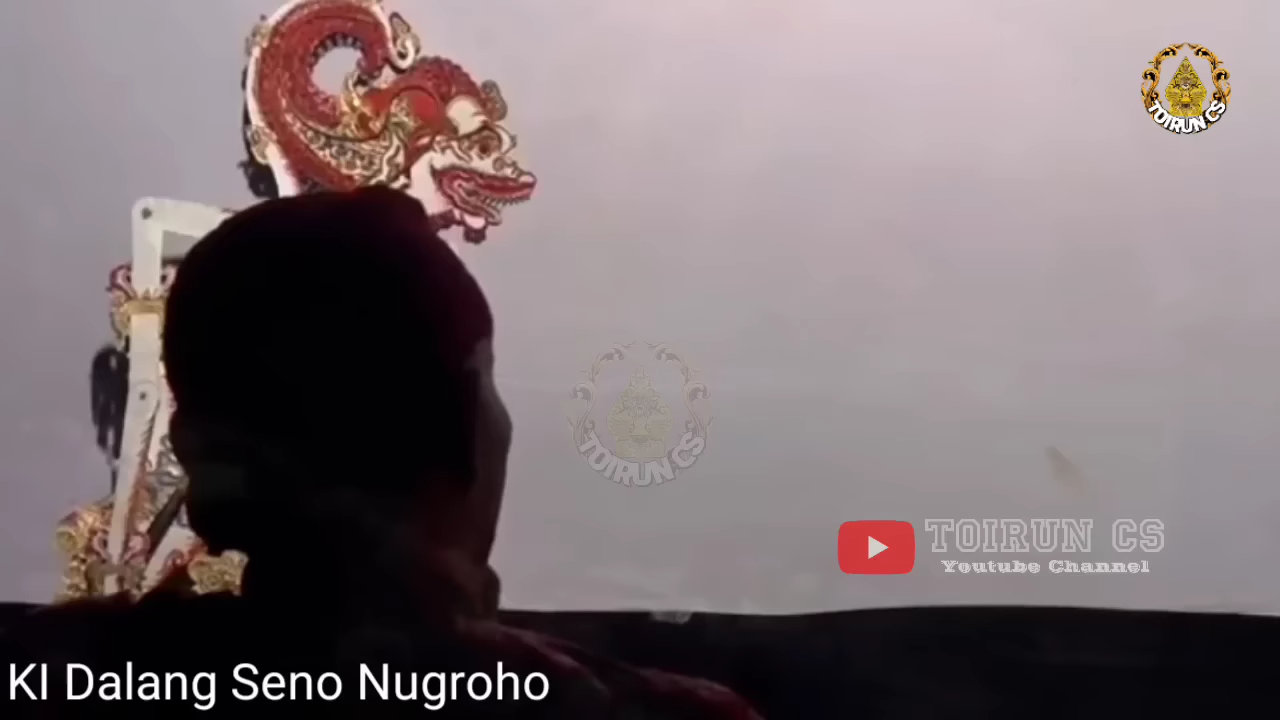 TOIRUN CS
TOIRUN CS
TOIRUN CS
Youtube Channel
KI Dalang Seno Nugroho